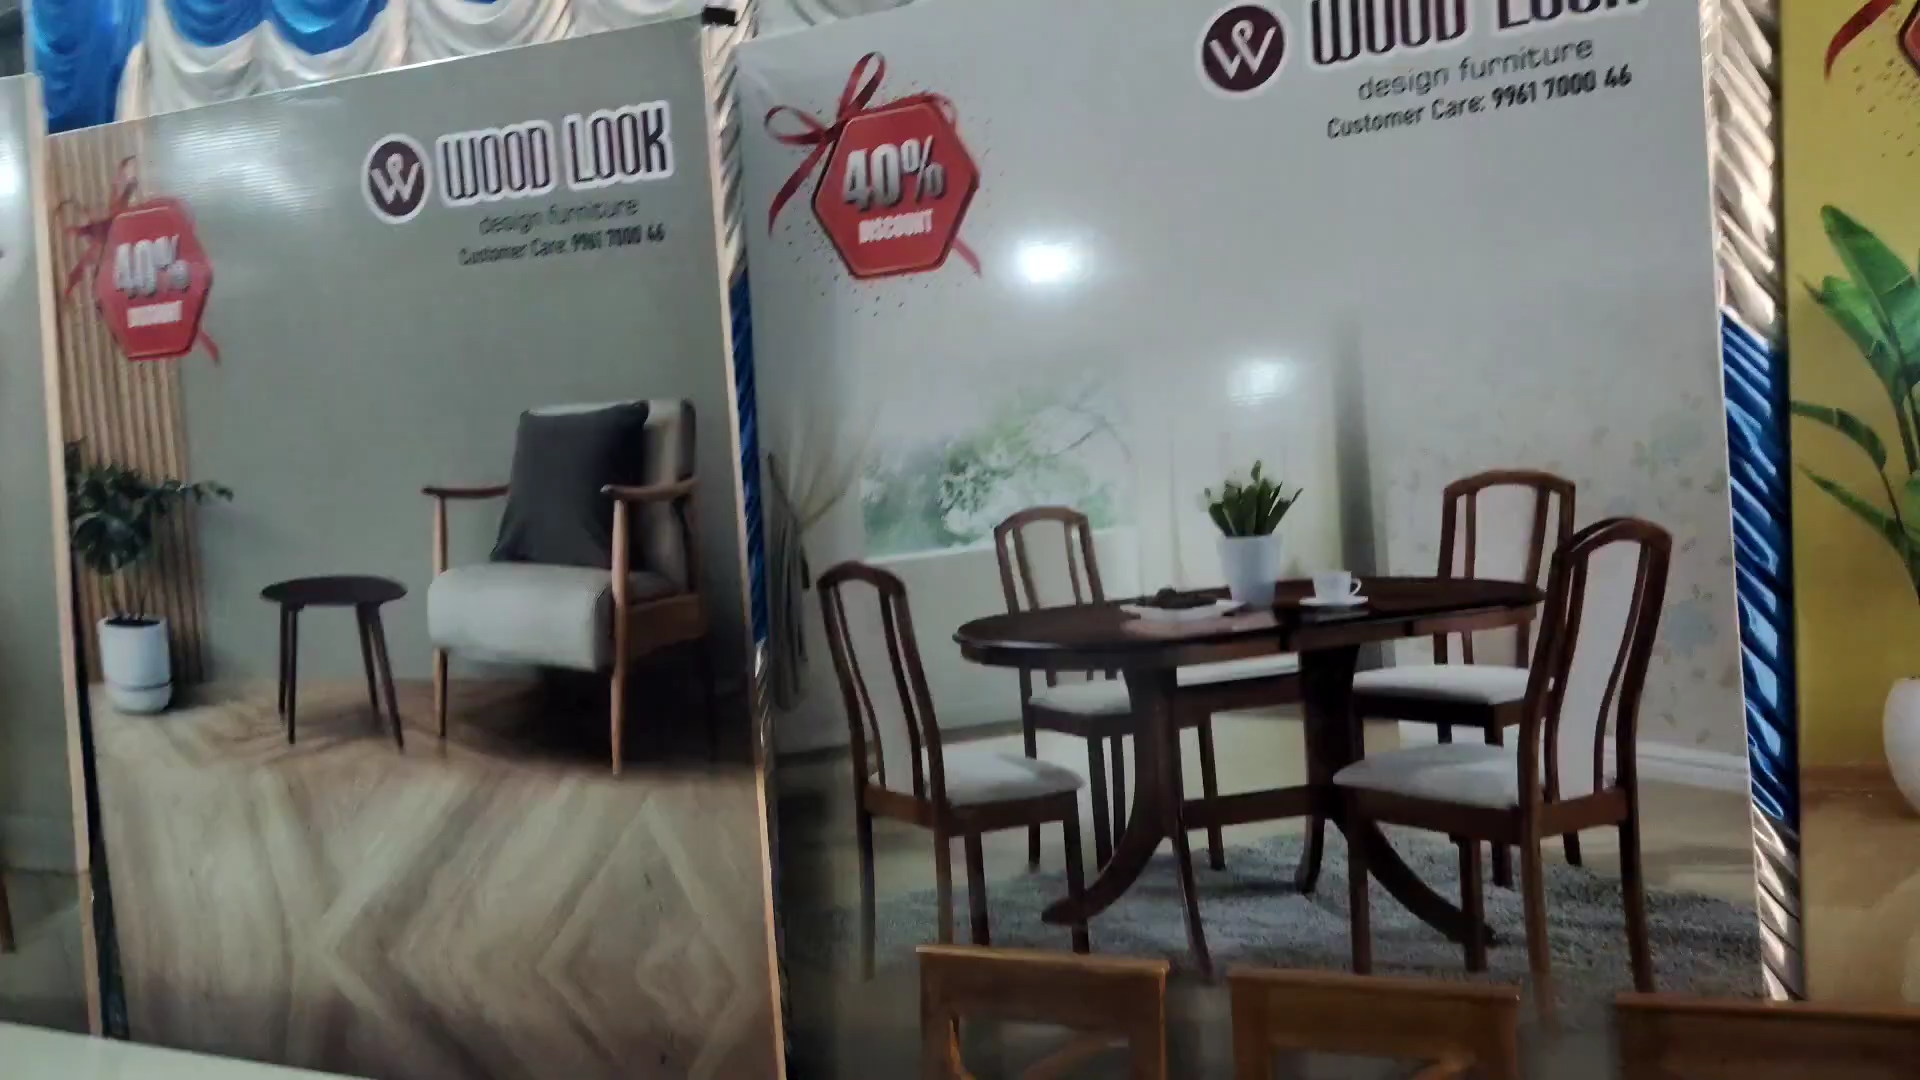 WOOD LOOK
design furniture
Customer Care: 9961 7000 46
40%
DISCOUNT
WOOD LOOK
design furniture
Customer Care: 9961 7000 46
40%
DISCOUNT